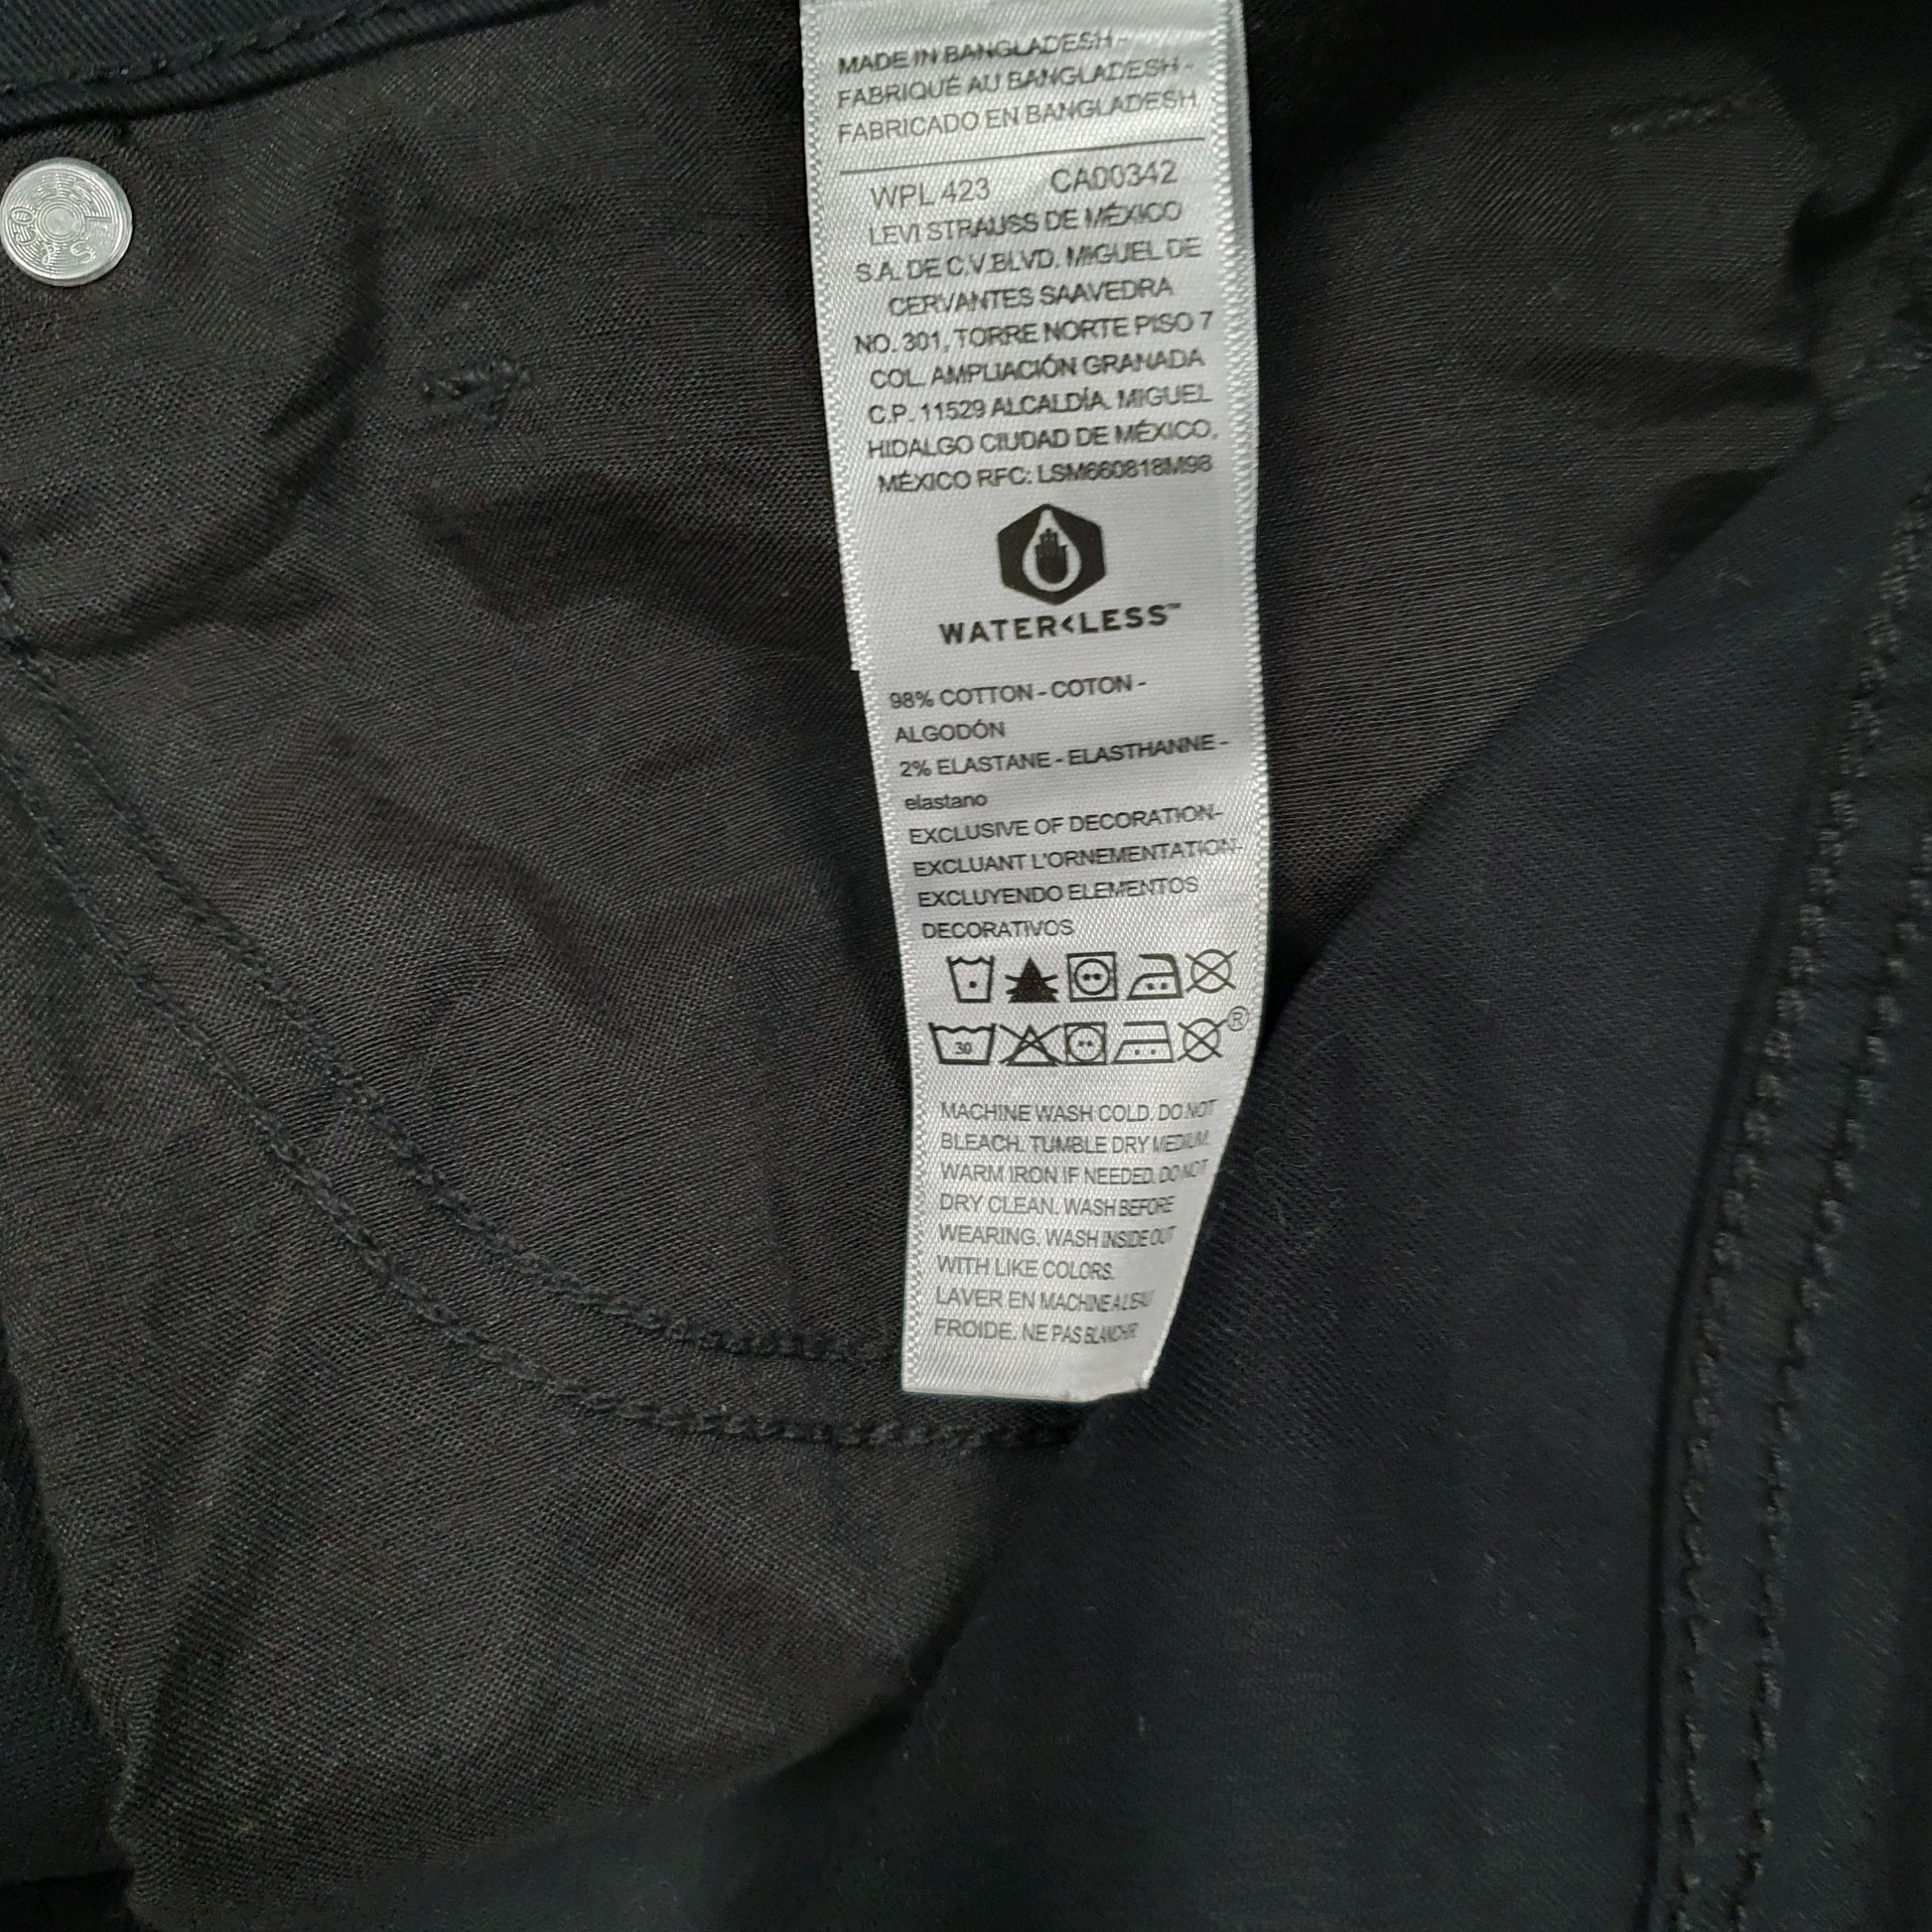 MADE IN BANGLADESH -
FABRIQUÉ AU BANGLADESH -
FABRICADO EN BANGLADESH
WPL 423 CA00342
LEVI STRAUSS DE MÉXICO
S.A. DE C.V.BLVD. MIGUEL DE
CERVANTES SAAVEDRA
NO. 301, TORRE NORTE PISO 7
COL. AMPLIACIÓN GRANADA
C.P. 11529 ALCALDÍA. MIGUEL
HIDALGO CIUDAD DE MÉXICO,
MÉXICO RFC: LSM660818M98
WATER<LESS™
98% COTTON - COTON -
ALGODÓN
2% ELASTANE - ELASTHANNE -
elastano
EXCLUSIVE OF DECORATION-
EXCLUANT L'ORNEMENTATION-
EXCLUYENDO ELEMENTOS
DECORATIVOS
30 ®
MACHINE WASH COLD. DO NOT
BLEACH. TUMBLE DRY MEDIUM.
WARM IRON IF NEEDED. DO NOT
DRY CLEAN. WASH BEFORE
WEARING. WASH INSIDE OUT
WITH LIKE COLORS.
LAVER EN MACHINE A L'EAU
FROIDE. NE PAS BLANCHIR